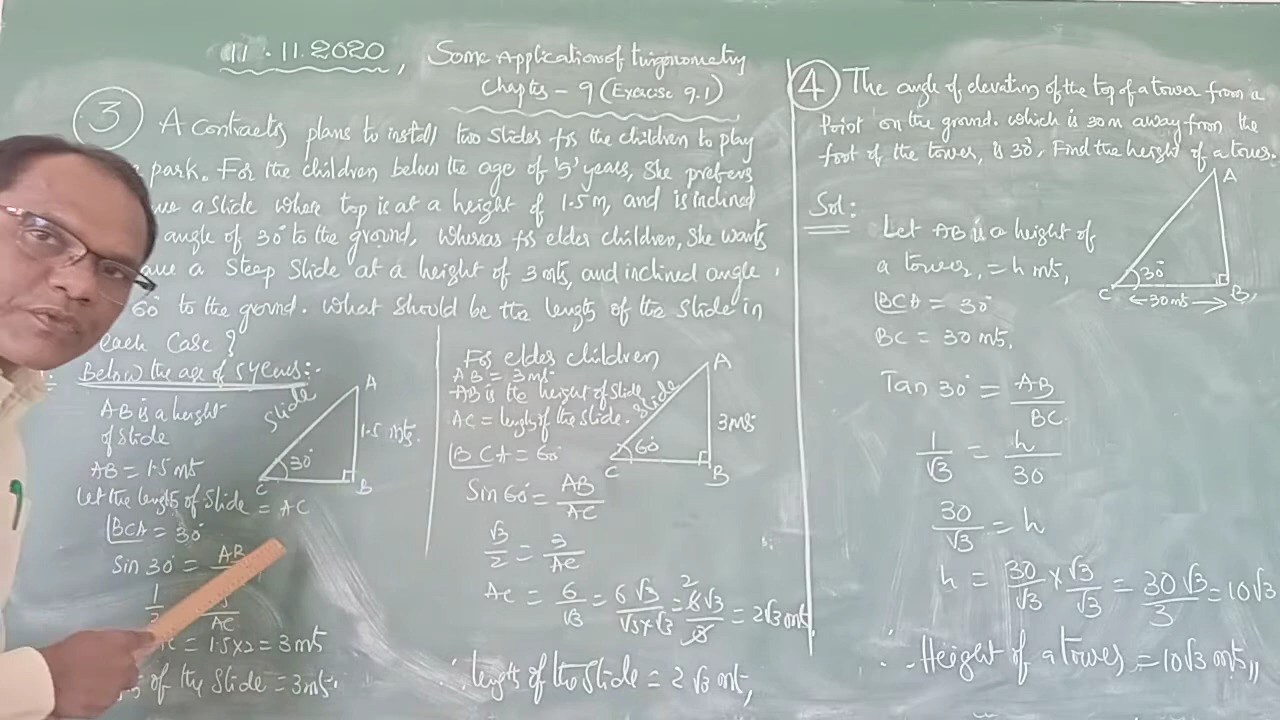 11.11.2020, Some Application of trigonometry
Chapter - 9 (Exercise 9.1)
3 A Contractor plans to install two Slides for the children to play
park. For the children below the age of '5' years, She prefers
a slide whose top is at a height of 1.5 m, and is inclined
angle of 30° to the ground, Wheras for elder children, She wants
a Steep Slide at a height of 3 mts, and inclined angle
60° to the ground. What should be the length of the Slide in
each case?
Below the age of 5 years:-
AB is a height
of slide
AB = 1.5 mts
Let the length of Slide = AC
∠BCA = 30°
Sin 30° = AB
1
AC
= 1.5 x 2 = 3 mts
of the Slide = 3 mts.
Slide
A
1.5 mts.
30°
C
B
For elder children
AB = 3 mts
AB is the height of Slide
AC = length of the slide.
∠BCA = 60°
Sin 60° = AB/AC
√3/2 = 3/AC
AC = 6/√3 = 6√3/√3x√3 = 2 6√3/3 = 2√3 mts
∴ length of the Slide = 2√3 mts,
Slide
A
3 mts
60°
C
B
4 The angle of elevation of the top of a tower from a
Point on the ground. which is 30m away from the
foot of the tower, is 30°. Find the height of a tower.
Sol:
Let AB is a height of
a tower, = h mts,
∠BCA = 30°
BC = 30 mts.
Tan 30° = AB/BC.
1/√3 = h/30
30/√3 = h
h = 30/√3 x √3/√3 = 30√3/3 = 10√3
∴ Height of a tower = 10√3 mts,,
A
30°
C
30 mts
B